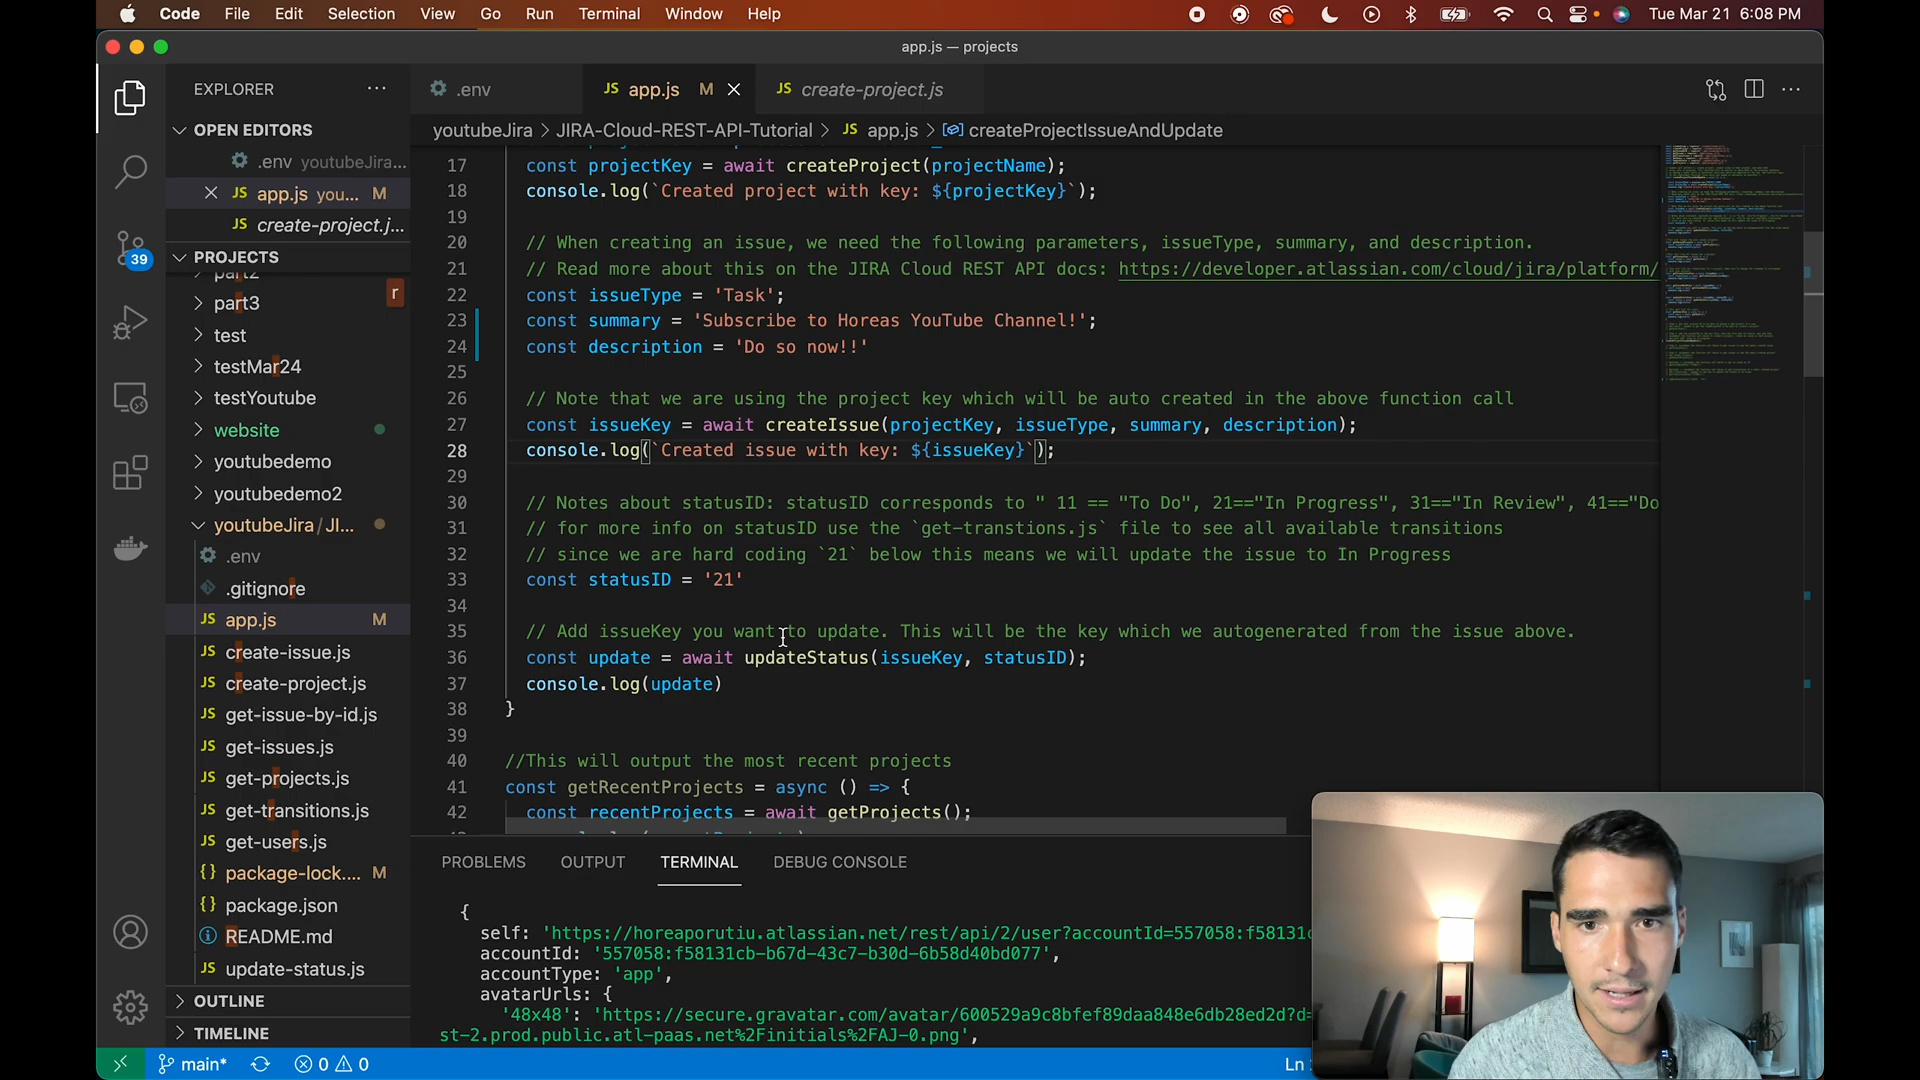 Code File Edit Selection View Go Run Terminal Window Help Tue Mar 21 6:08 PM
app.js — projects
EXPLORER
.env
JS app.js M
JS create-project.js
OPEN EDITORS
.env youtubeJira...
JS app.js you... M
JS create-project.j...
39
PROJECTS
part2
r
part3
test
testMar24
testYoutube
website
youtubedemo
youtubedemo2
youtubeJira/JI...
.env
.gitignore
JS app.js M
JS create-issue.js
JS create-project.js
JS get-issue-by-id.js
JS get-issues.js
JS get-projects.js
JS get-transitions.js
JS get-users.js
{} package-lock.... M
{} package.json
README.md
JS update-status.js
OUTLINE
TIMELINE
youtubeJira > JIRA-Cloud-REST-API-Tutorial > JS app.js > createProjectIssueAndUpdate
17 const projectKey = await createProject(projectName);
18 console.log(`Created project with key: ${projectKey}`);
19
20 // When creating an issue, we need the following parameters, issueType, summary, and description.
21 // Read more about this on the JIRA Cloud REST API docs: https://developer.atlassian.com/cloud/jira/platform/
22 const issueType = 'Task';
23 const summary = 'Subscribe to Horeas YouTube Channel!';
24 const description = 'Do so now!!'
25
26 // Note that we are using the project key which will be auto created in the above function call
27 const issueKey = await createIssue(projectKey, issueType, summary, description);
28 console.log(`Created issue with key: ${issueKey}`);
29
30 // Notes about statusID: statusID corresponds to " 11 == "To Do", 21=="In Progress", 31=="In Review", 41=="Do
31 // for more info on statusID use the `get-transtions.js` file to see all available transitions
32 // since we are hard coding `21` below this means we will update the issue to In Progress
33 const statusID = '21'
34
35 // Add issueKey you want to update. This will be the key which we autogenerated from the issue above.
36 const update = await updateStatus(issueKey, statusID);
37 console.log(update)
38 }
39
40 //This will output the most recent projects
41 const getRecentProjects = async () => {
42 const recentProjects = await getProjects();
PROBLEMS OUTPUT TERMINAL DEBUG CONSOLE
{
self: 'https://horeaporutiu.atlassian.net/rest/api/2/user?accountId=557058:f58131c
accountId: '557058:f58131cb-b67d-43c7-b30d-6b58d40bd077',
accountType: 'app',
avatarUrls: {
'48x48': 'https://secure.gravatar.com/avatar/600529a9c8bfef89daa848e6db28ed2d?d=
st-2.prod.public.atl-paas.net%2Finitials%2FAJ-0.png',
main* 0 0 Ln